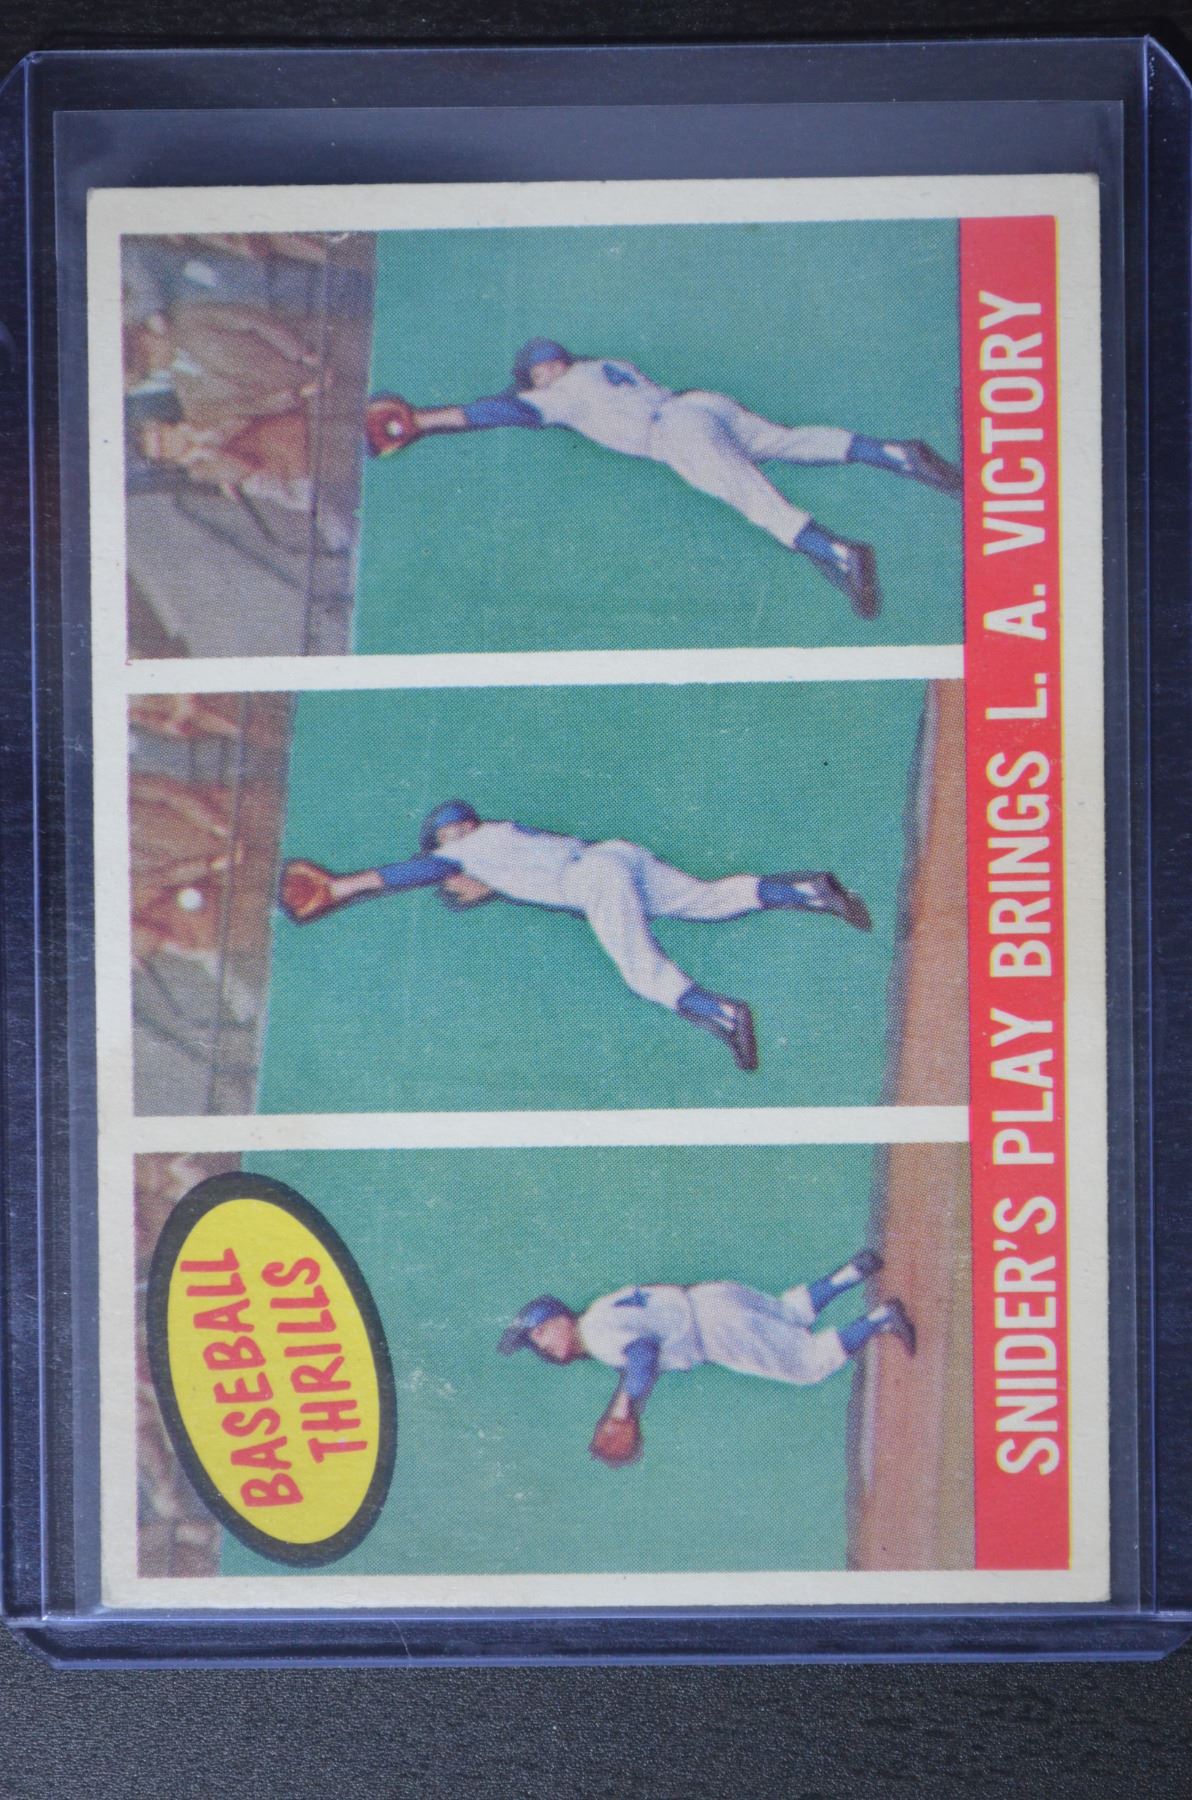 BASEBALL
THRILLS
SNIDER'S PLAY BRINGS L. A. VICTORY